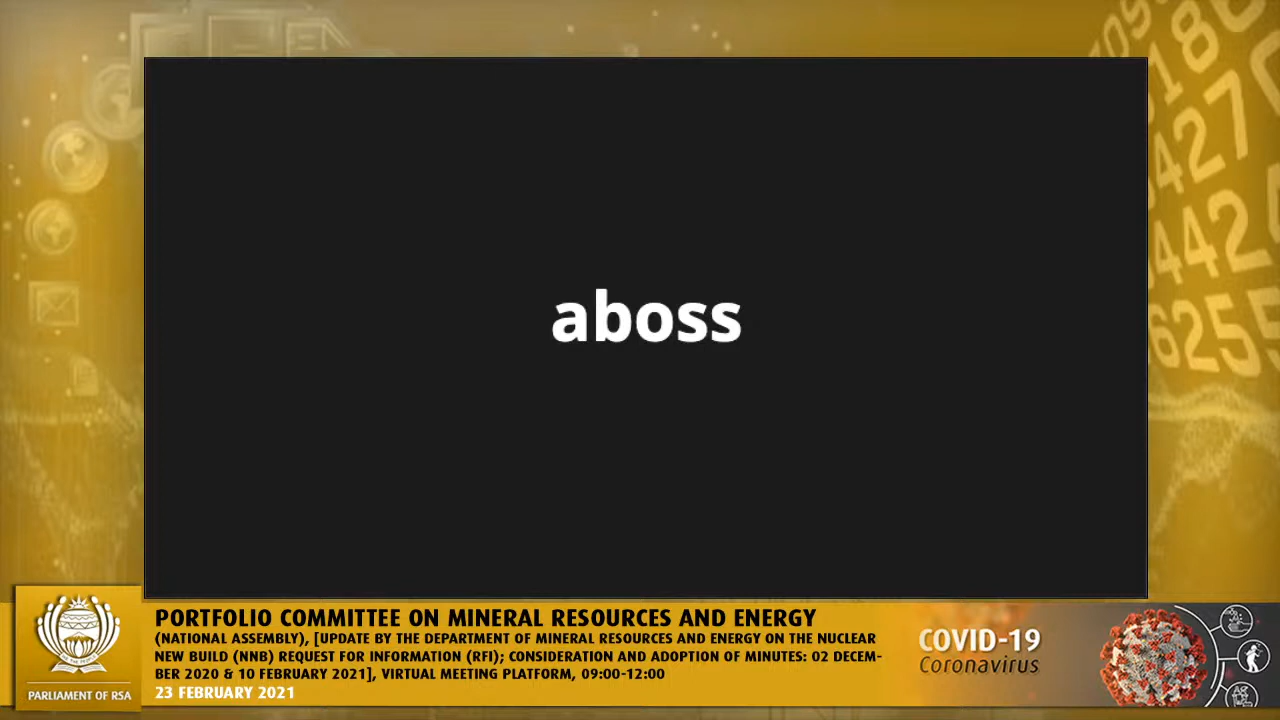 aboss
PORTFOLIO COMMITTEE ON MINERAL RESOURCES AND ENERGY
(NATIONAL ASSEMBLY), [UPDATE BY THE DEPARTMENT OF MINERAL RESOURCES AND ENERGY ON THE NUCLEAR
NEW BUILD (NNB) REQUEST FOR INFORMATION (RFI); CONSIDERATION AND ADOPTION OF MINUTES: 02 DECEM-
BER 2020 & 10 FEBRUARY 2021], VIRTUAL MEETING PLATFORM, 09:00-12:00
23 FEBRUARY 2021
PARLIAMENT OF RSA
COVID-19
Coronavirus